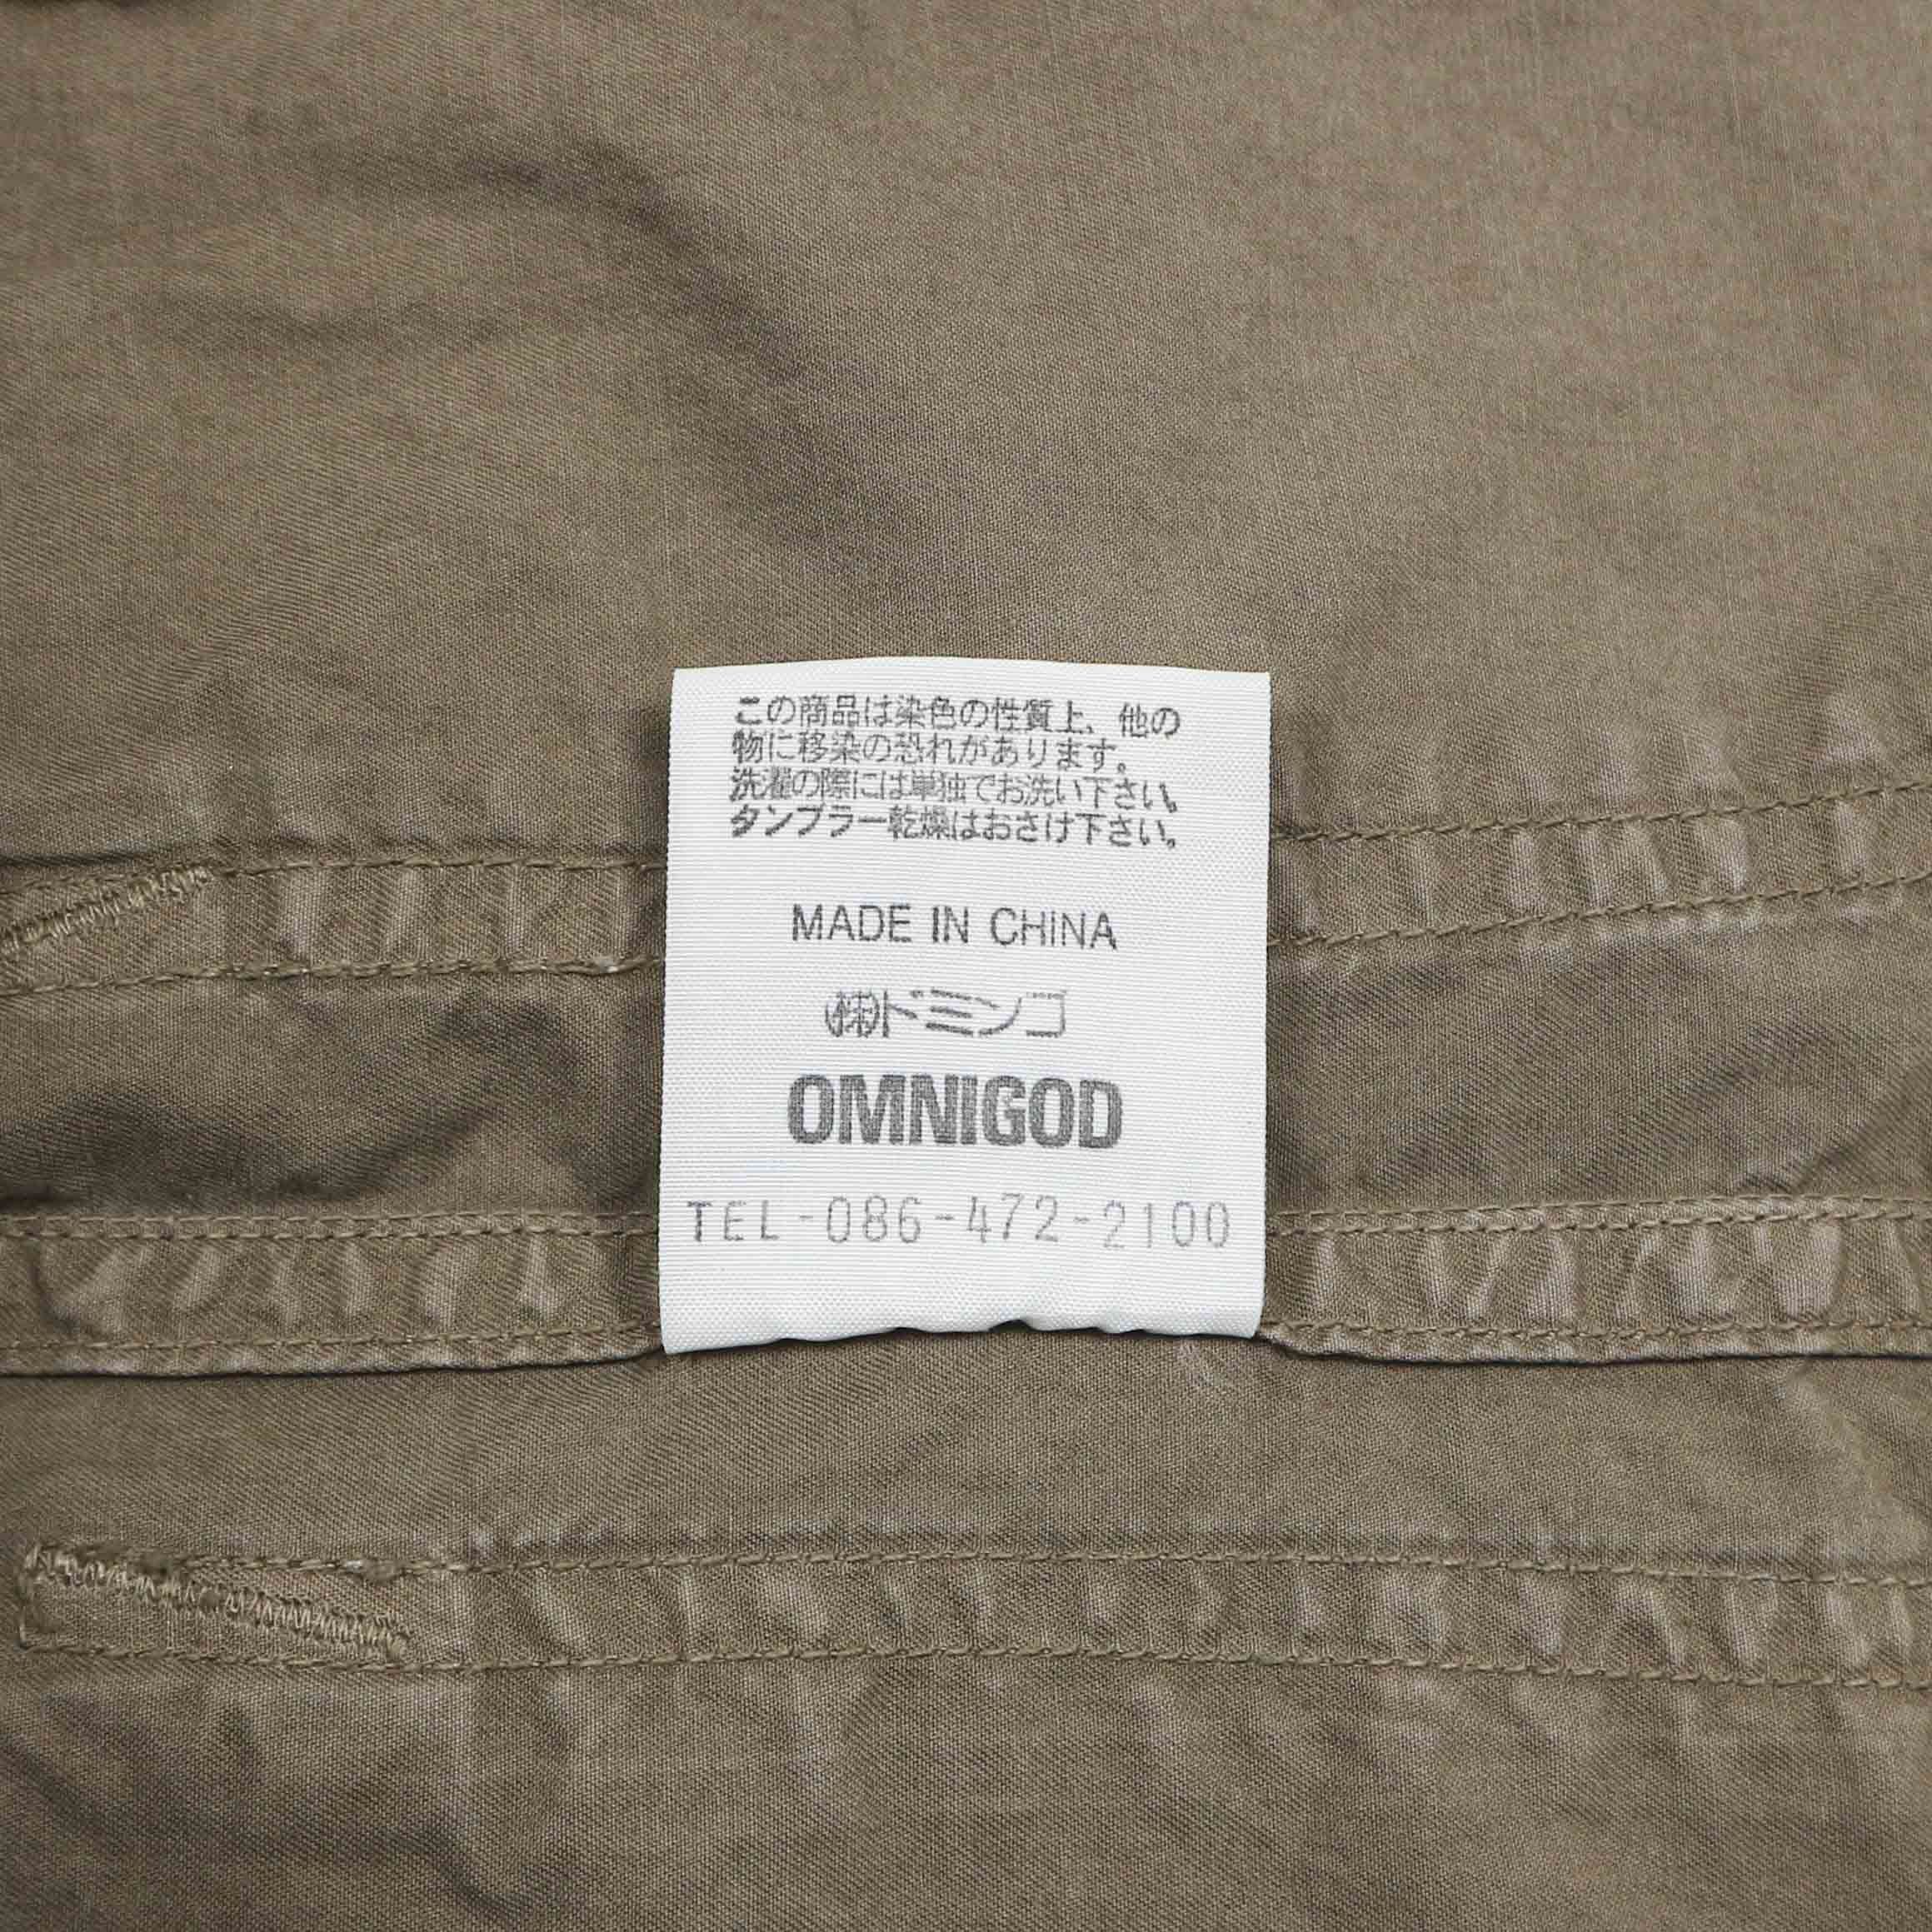 この商品は染色の性質上、他の
物に移染の恐れがあります。
洗濯の際には単独でお洗い下さい。
タンブラー乾燥はおさけ下さい。
MADE IN CHINA
㈱ドミンゴ
OMNIGOD
TEL-086-472-2100